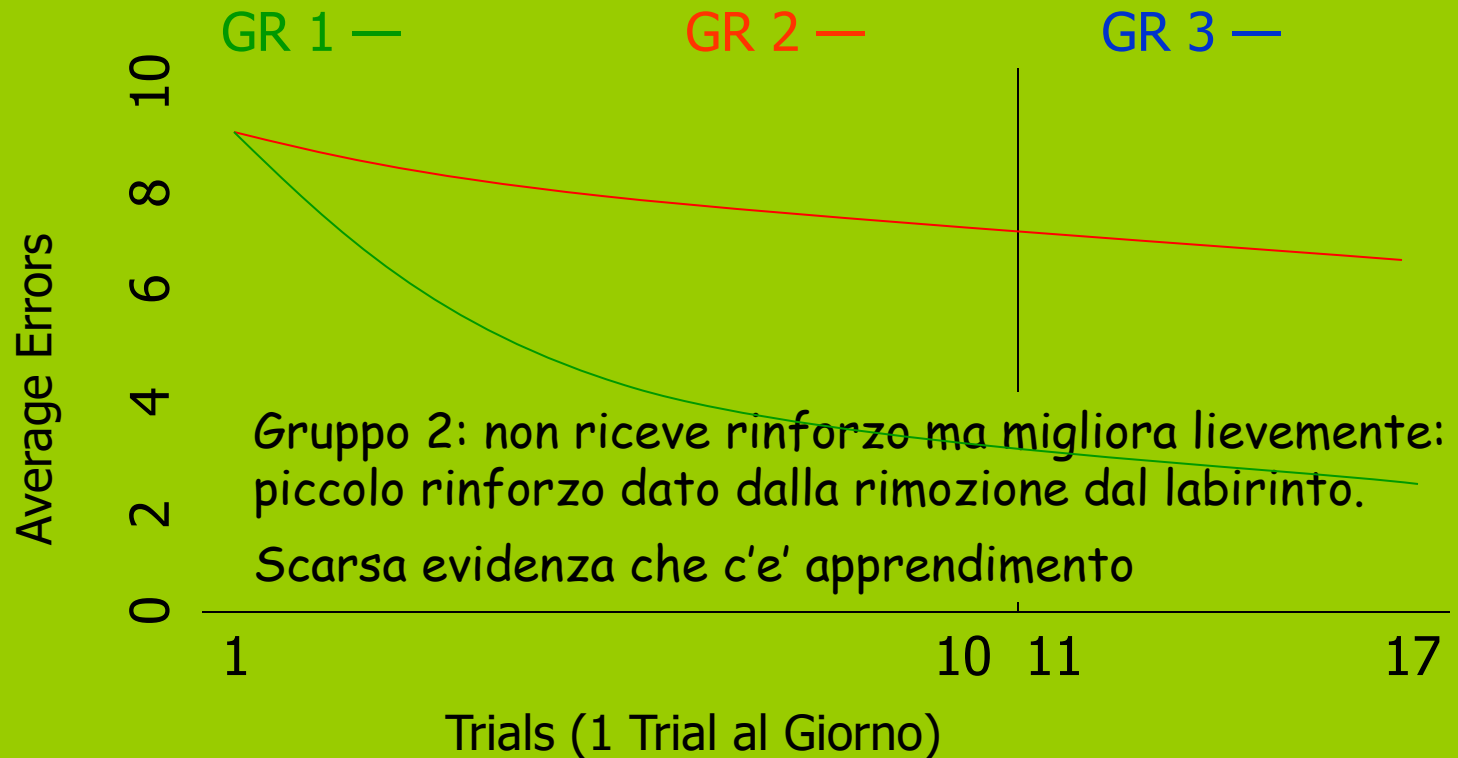 GR 1 — GR 2 — GR 3 —
10
8
6
4
2
0
Average Errors
Gruppo 2: non riceve rinforzo ma migliora lievemente:
piccolo rinforzo dato dalla rimozione dal labirinto.
Scarsa evidenza che c'e' apprendimento
1 10 11 17
Trials (1 Trial al Giorno)